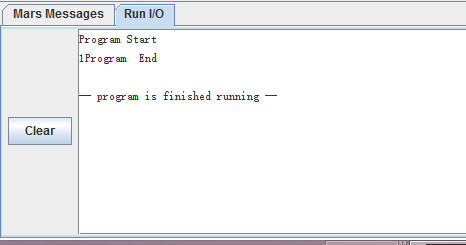 Mars Messages Run I/O
Program Start
1Program  End
-- program is finished running --
Clear